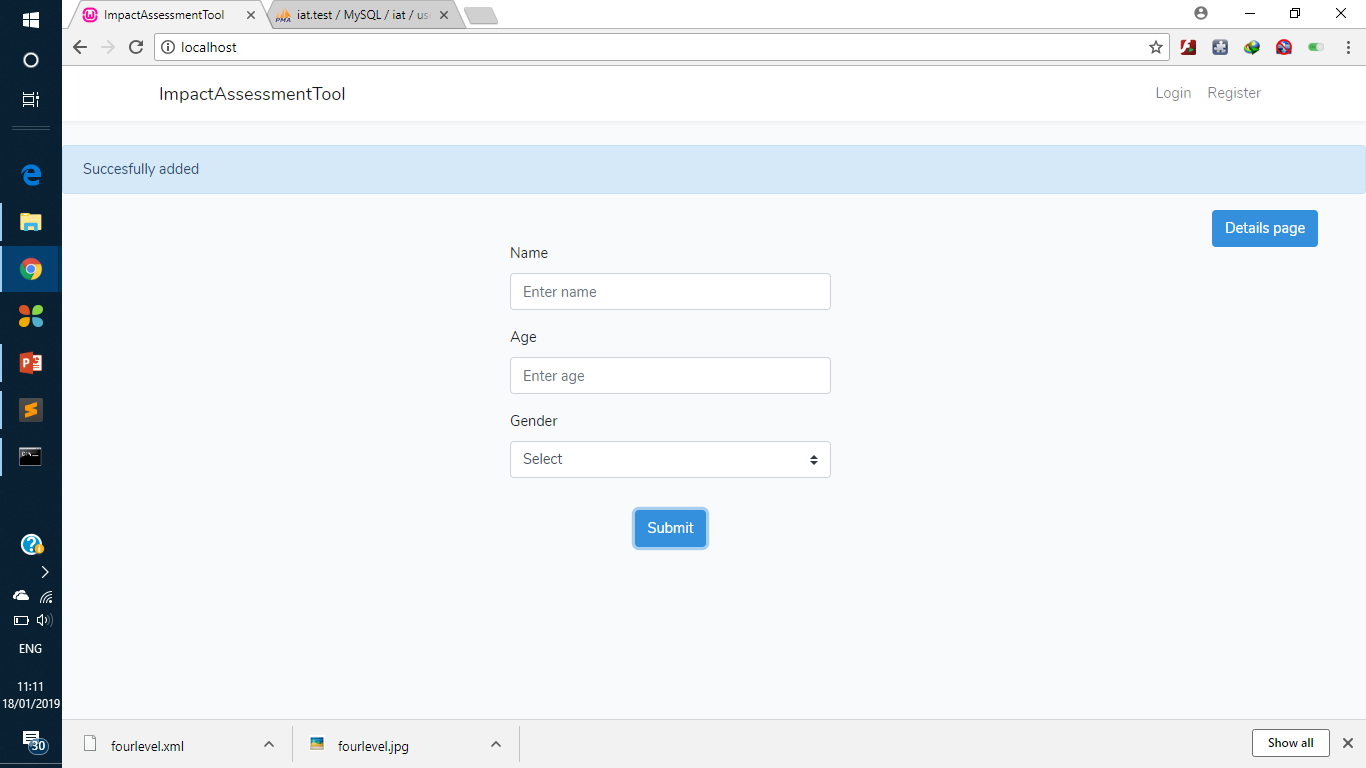 ImpactAssessmentTool
iat.test / MySQL / iat / us
localhost
ImpactAssessmentTool
Login
Register
Succesfully added
Details page
Name
Enter name
Age
Enter age
Gender
Select
Submit
ENG
11:11
18/01/2019
30
fourlevel.xml
fourlevel.jpg
Show all